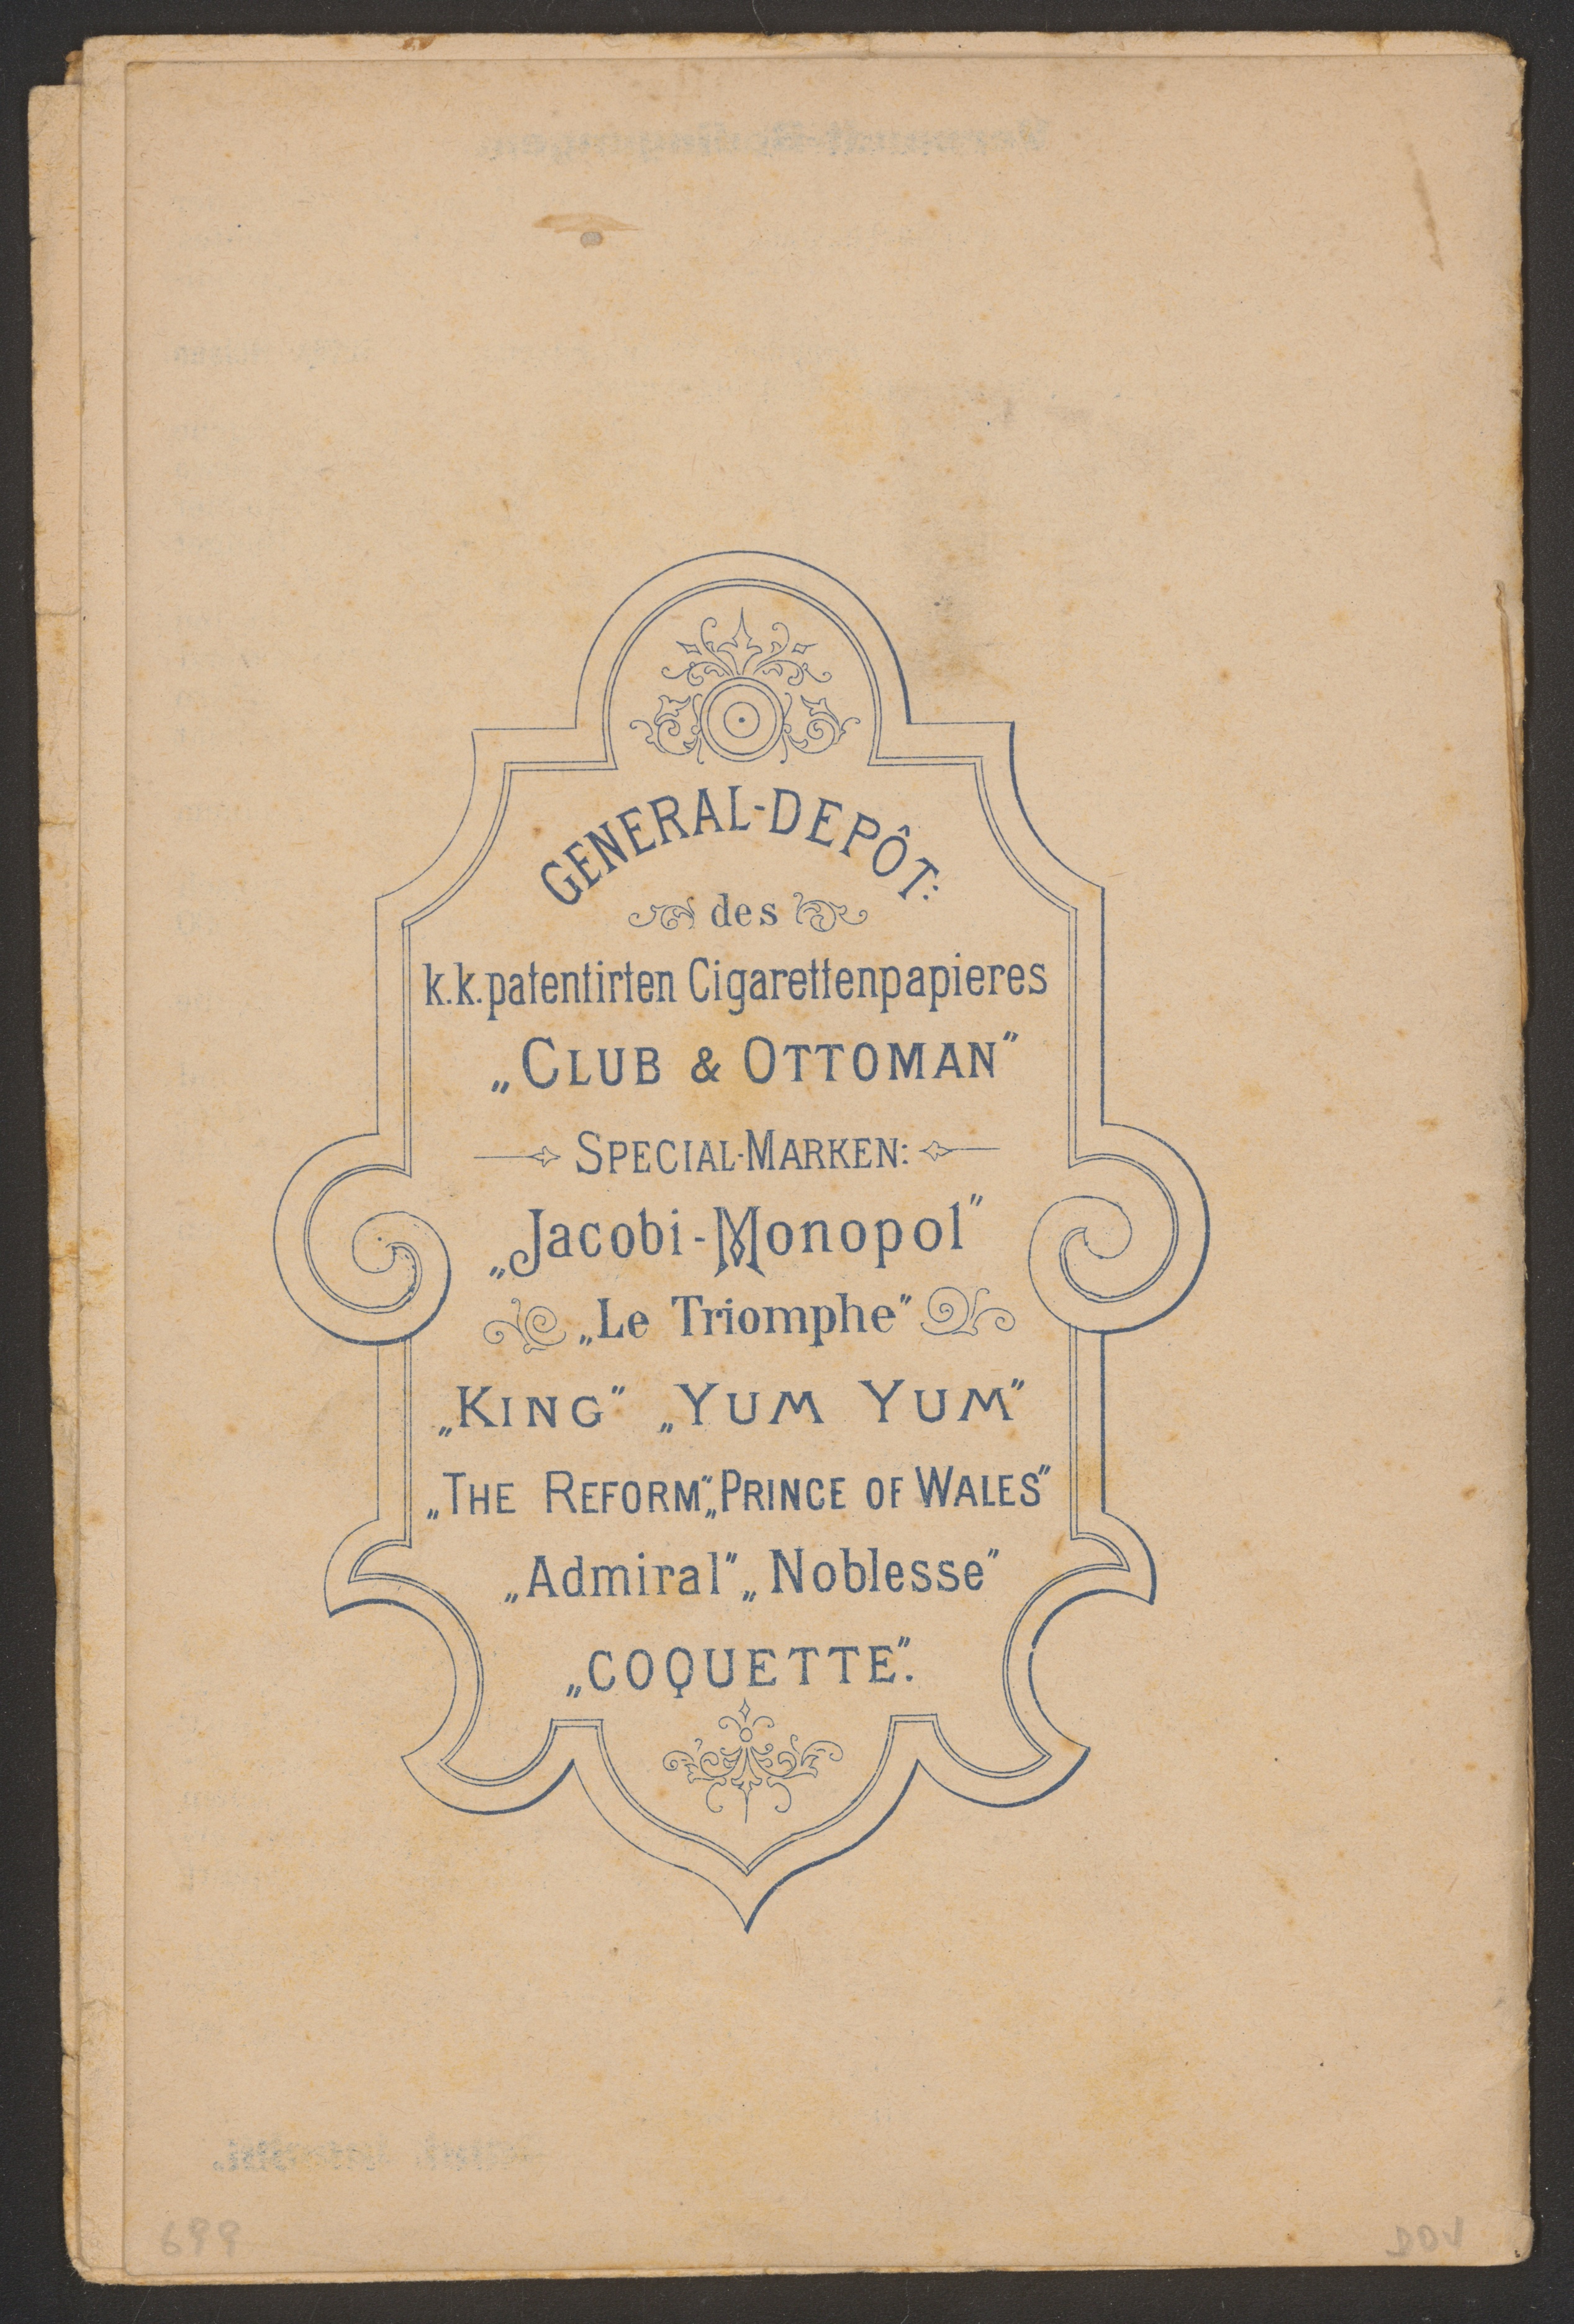 GENERAL-DEPÔT:
des
k.k. patentirten Cigarettenpapieres
„CLUB & OTTOMAN”
SPECIAL-MARKEN:
„Jacobi-Monopol”
„Le Triomphe”
„KING” „YUM YUM”
„THE REFORM”, „PRINCE OF WALES”
„Admiral” „Noblesse”
„COQUETTE”.
699